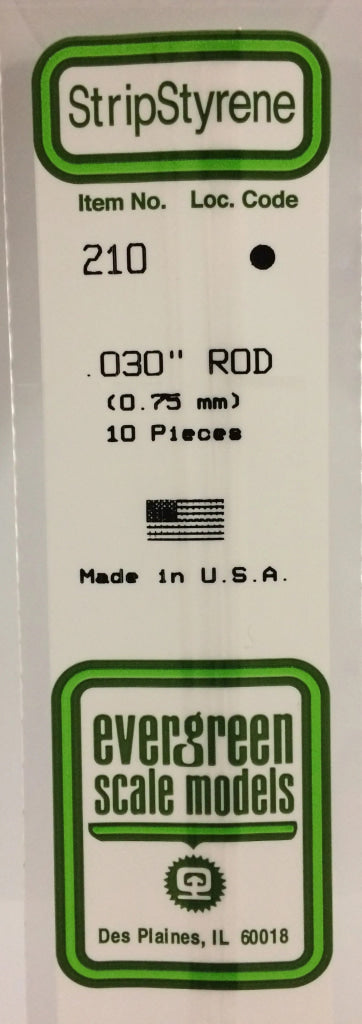 StripStyrene
Item No. Loc. Code
210
.030" ROD
(0.75 mm)
10 Pieces
Made in U.S.A.
evergreen
scale models
Des Plaines, IL 60018